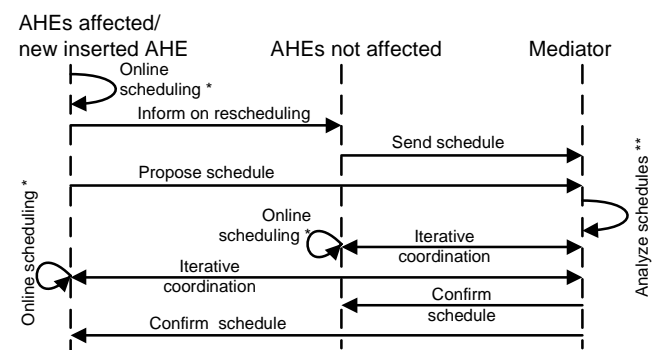 AHEs affected/
new inserted AHE
AHEs not affected
Mediator
Online
scheduling *
Inform on rescheduling
Send schedule
Propose schedule
Analyze schedules **
Online
scheduling *
Iterative
coordination
Online scheduling *
Iterative
coordination
Confirm
schedule
Confirm schedule